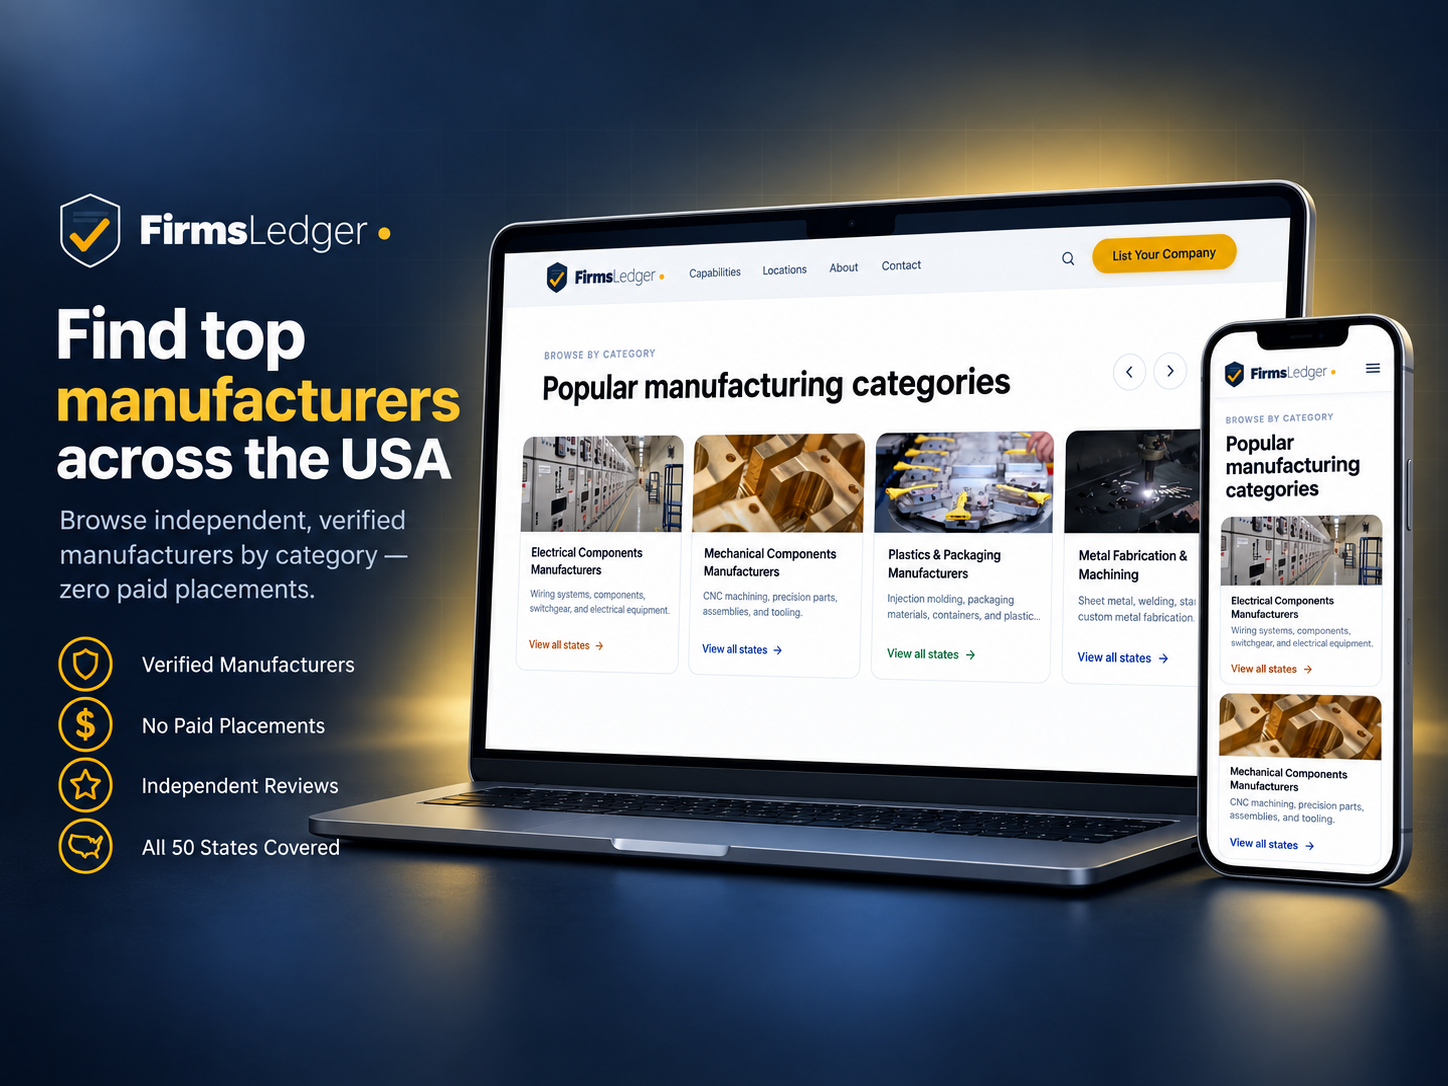 FirmsLedger
Find top
manufacturers
across the USA
Browse independent, verified
manufacturers by category —
zero paid placements.
Verified Manufacturers
No Paid Placements
Independent Reviews
All 50 States Covered
FirmsLedger
Capabilities
Locations
About
Contact
List Your Company
BROWSE BY CATEGORY
Popular manufacturing categories
Electrical Components
Manufacturers
Wiring systems, components,
switchgear, and electrical equipment.
View all states →
Mechanical Components
Manufacturers
CNC machining, precision parts,
assemblies, and tooling.
View all states →
Plastics & Packaging
Manufacturers
Injection molding, packaging
materials, containers, and plastic...
View all states →
Metal Fabrication &
Machining
Sheet metal, welding, sta
custom metal fabrication.
View all states →
FirmsLedger
BROWSE BY CATEGORY
Popular
manufacturing
categories
Electrical Components
Manufacturers
Wiring systems, components,
switchgear, and electrical equipment.
View all states →
Mechanical Components
Manufacturers
CNC machining, precision parts,
assemblies, and tooling.
View all states →